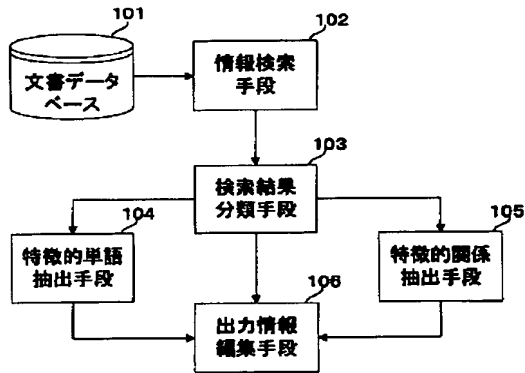 101
文書データ
ベース
102
情報検索
手段
103
検索結果
分類手段
104
特徴的単語
抽出手段
105
特徴的関係
抽出手段
106
出力情報
編集手段